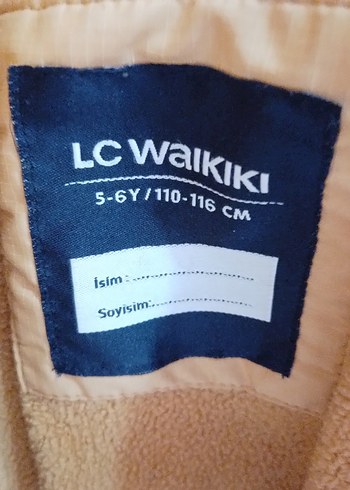 LC WAIKIKI
5-6Y / 110-116 CM
İsim :..............................
Soyisim:.........................